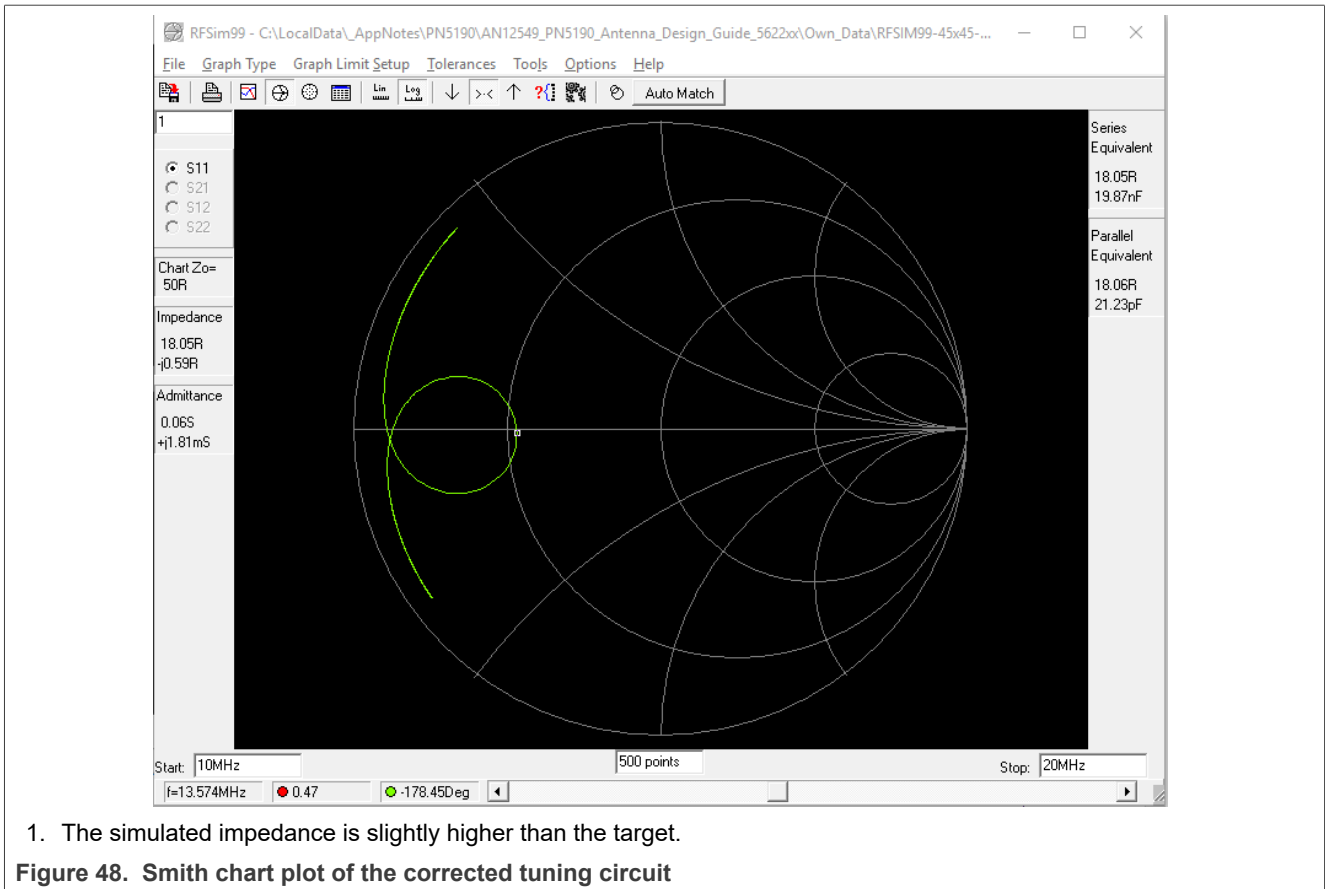 RFSim99 - C:\LocalData\_AppNotes\PN5190\AN12549_PN5190_Antenna_Design_Guide_5622xx\Own_Data\RFSIM99-45x45-...
File Graph Type Graph Limit Setup Tolerances Tools Options Help
Lin Log ?{} Auto Match
1
S11
S21
S12
S22
Chart Zo=
50R
Impedance
18.05R
-j0.59R
Admittance
0.06S
+j1.81mS
Series
Equivalent
18.05R
19.87nF
Parallel
Equivalent
18.06R
21.23pF
Start: 10MHz 500 points Stop: 20MHz
f=13.574MHz 0.47 -178.45Deg
1. The simulated impedance is slightly higher than the target.
Figure 48. Smith chart plot of the corrected tuning circuit